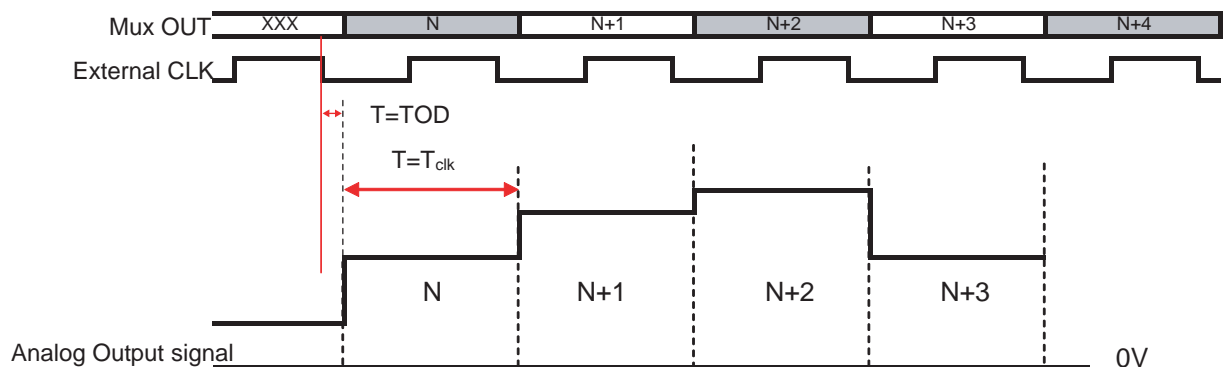 Mux OUT XXX N N+1 N+2 N+3 N+4
External CLK
T=TOD
T=Tclk
N N+1 N+2 N+3
Analog Output signal 0V